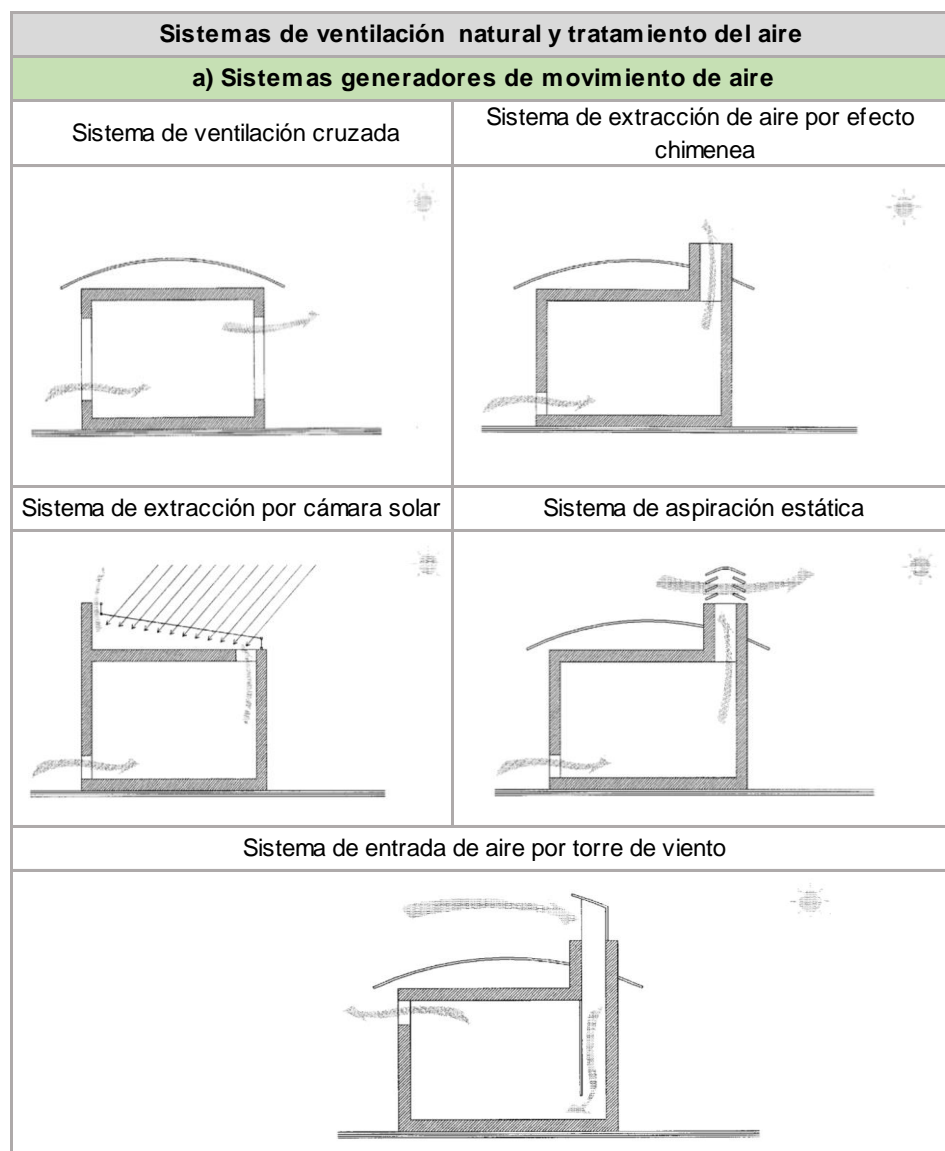 Sistemas de ventilación natural y tratamiento del aire
a) Sistemas generadores de movimiento de aire
Sistema de ventilación cruzada
Sistema de extracción de aire por efecto
chimenea
Sistema de extracción por cámara solar
Sistema de aspiración estática
Sistema de entrada de aire por torre de viento